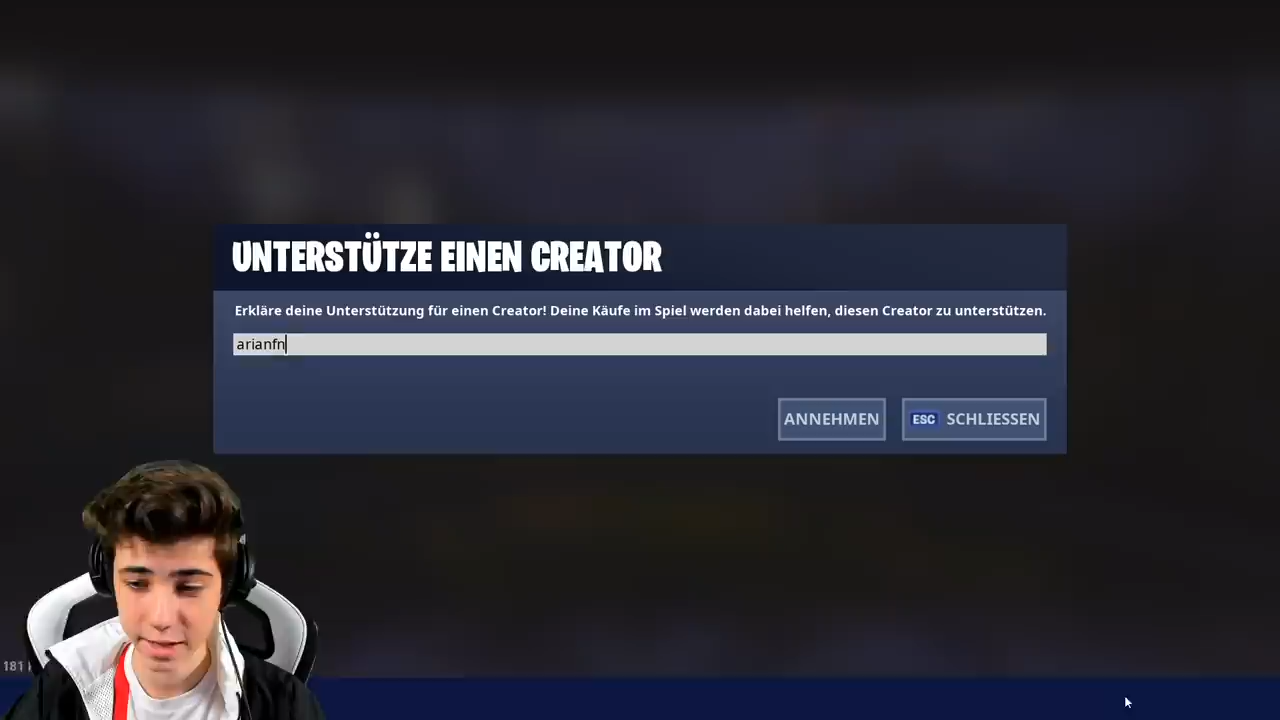 UNTERSTÜTZE EINEN CREATOR
Erkläre deine Unterstützung für einen Creator! Deine Käufe im Spiel werden dabei helfen, diesen Creator zu unterstützen.
arianfn
ANNEHMEN
ESC SCHLIESSEN
181